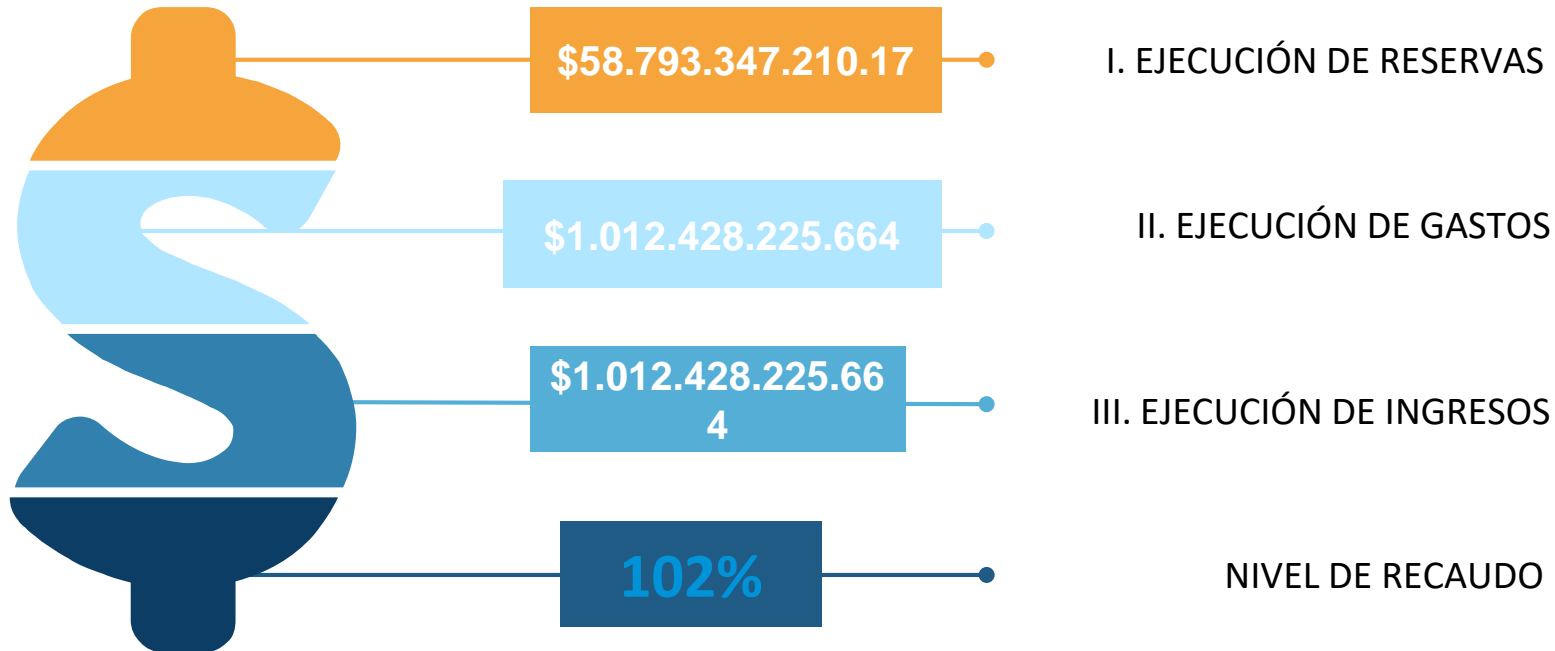 $58.793.347.210.17
I. EJECUCIÓN DE RESERVAS
$1.012.428.225.664
II. EJECUCIÓN DE GASTOS
$1.012.428.225.66
4
III. EJECUCIÓN DE INGRESOS
102%
NIVEL DE RECAUDO